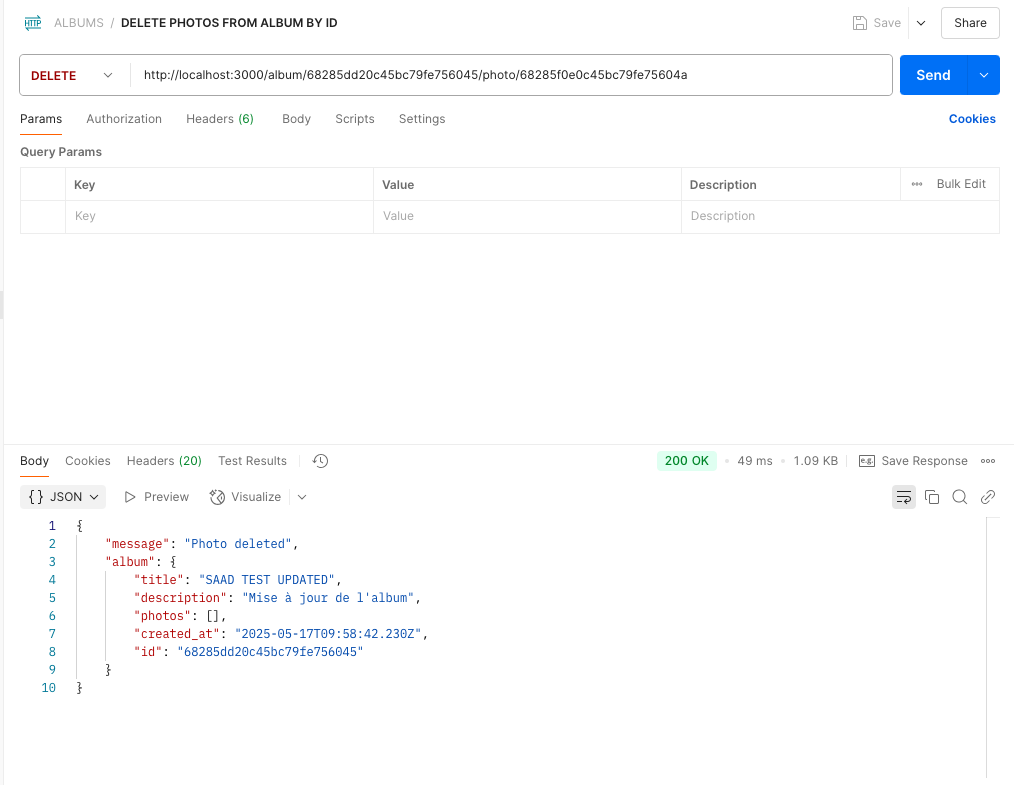 HTTP ALBUMS / DELETE PHOTOS FROM ALBUM BY ID Save Share
DELETE http://localhost:3000/album/68285dd20c45bc79fe756045/photo/68285f0e0c45bc79fe75604a Send
Params Authorization Headers (6) Body Scripts Settings Cookies
Query Params
Key Value Description ••• Bulk Edit
Key Value Description
Body Cookies Headers (20) Test Results 200 OK • 49 ms • 1.09 KB e.g. Save Response
{} JSON Preview Visualize
1 {
2 "message": "Photo deleted",
3 "album": {
4 "title": "SAAD TEST UPDATED",
5 "description": "Mise à jour de l'album",
6 "photos": [],
7 "created_at": "2025-05-17T09:58:42.230Z",
8 "id": "68285dd20c45bc79fe756045"
9 }
10 }